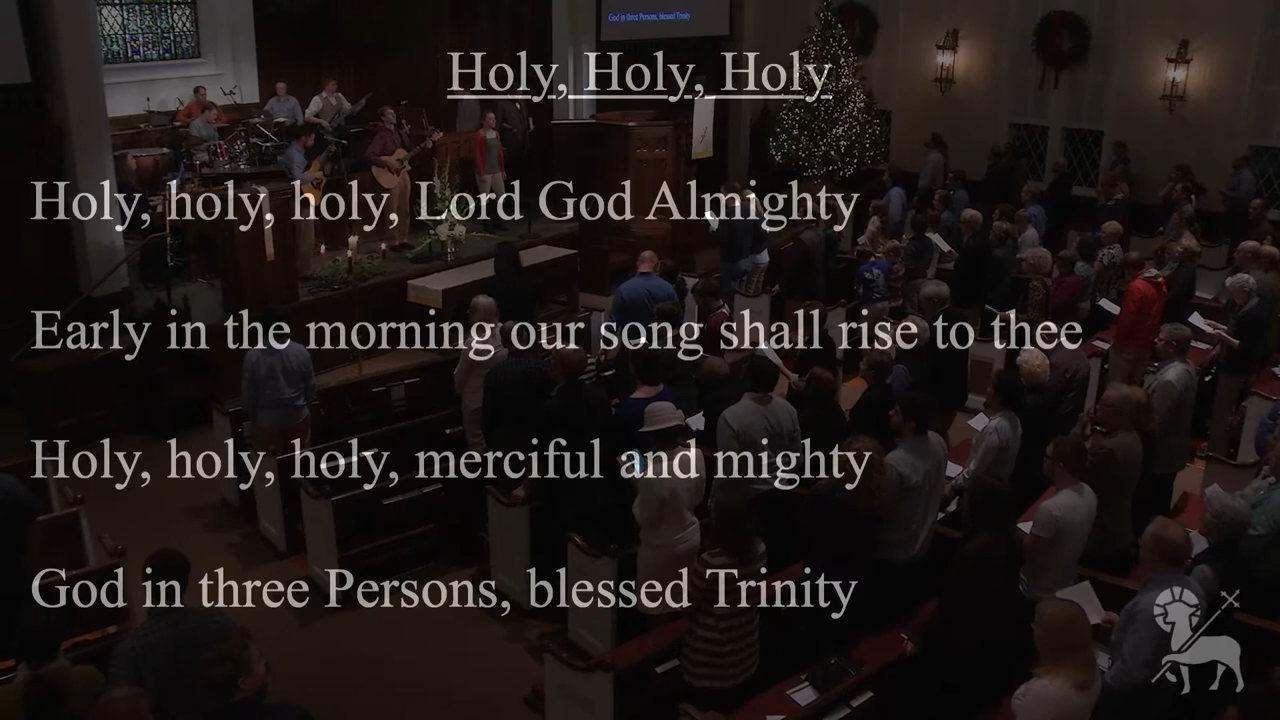 God in three Persons, blessed Trinity
Holy, Holy, Holy
Holy, holy, holy, Lord God Almighty
Early in the morning our song shall rise to thee
Holy, holy, holy, merciful and mighty
God in three Persons, blessed Trinity